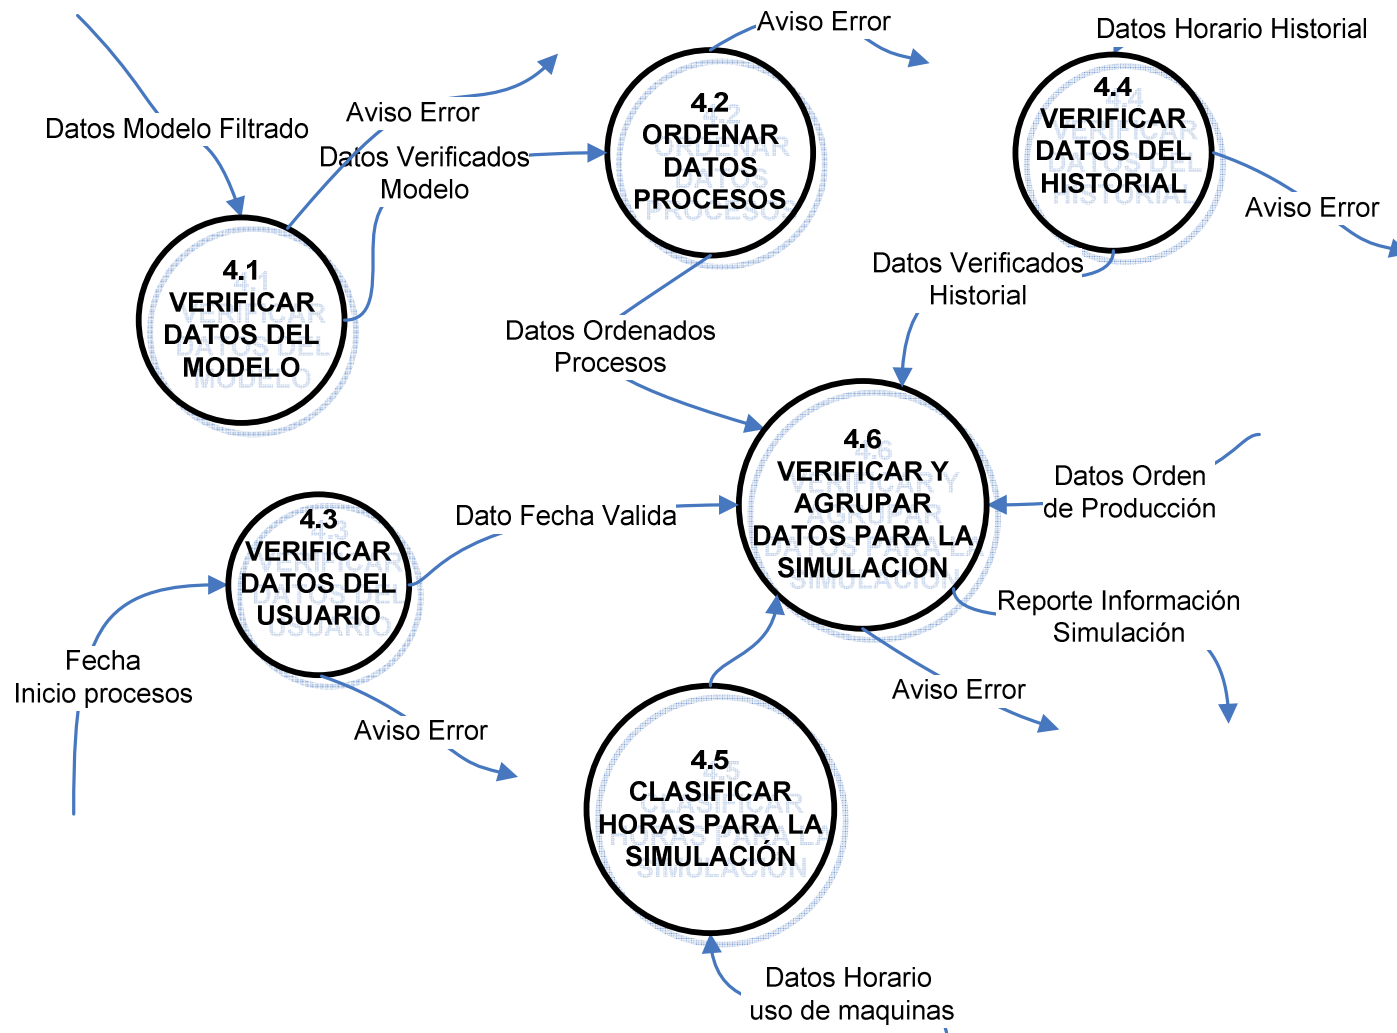 Aviso Error
Datos Horario Historial
Datos Modelo Filtrado
Aviso Error
Datos Verificados
Modelo
4.2
ORDENAR
DATOS
PROCESOS
4.4
VERIFICAR
DATOS DEL
HISTORIAL
Aviso Error
4.1
VERIFICAR
DATOS DEL
MODELO
Datos Verificados
Historial
Datos Ordenados
Procesos
4.6
VERIFICAR Y
AGRUPAR
DATOS PARA LA
SIMULACION
Datos Orden
de Producción
4.3
VERIFICAR
DATOS DEL
USUARIO
Dato Fecha Valida
Reporte Información
Simulación
Fecha
Inicio procesos
Aviso Error
Aviso Error
4.5
CLASIFICAR
HORAS PARA LA
SIMULACIÓN
Datos Horario
uso de maquinas